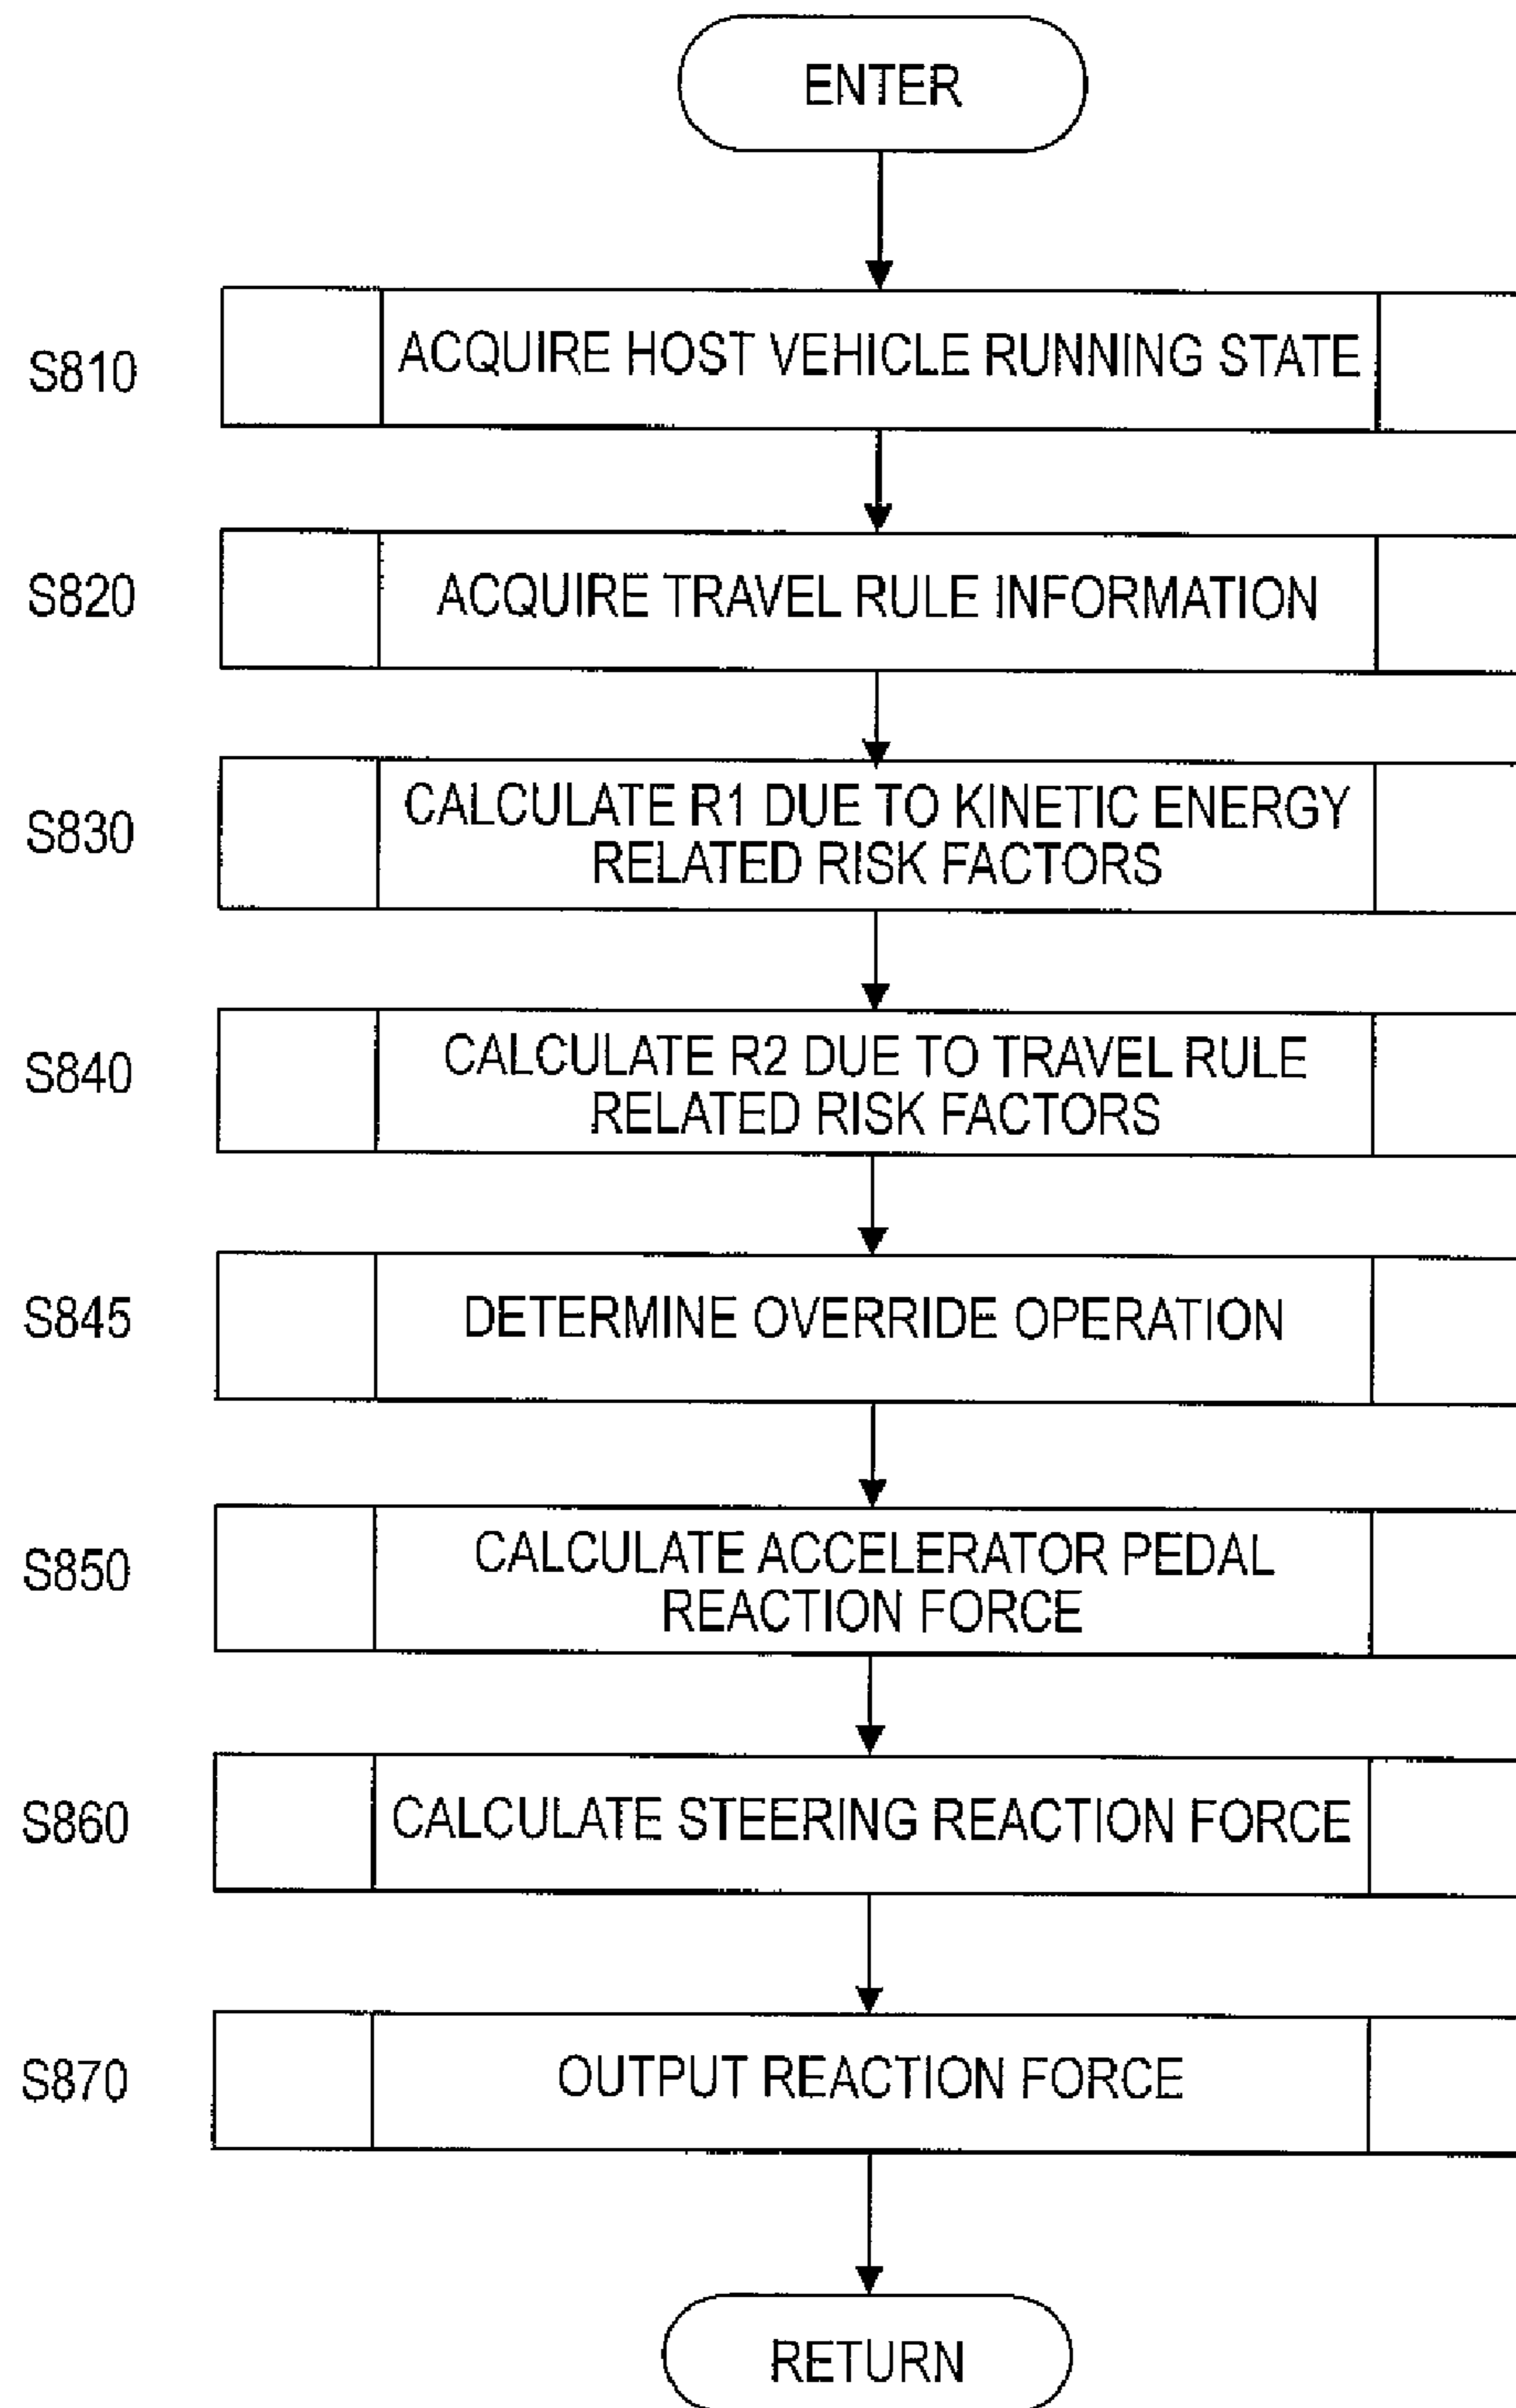 ENTER
S810
ACQUIRE HOST VEHICLE RUNNING STATE
S820
ACQUIRE TRAVEL RULE INFORMATION
S830
CALCULATE R1 DUE TO KINETIC ENERGY
RELATED RISK FACTORS
S840
CALCULATE R2 DUE TO TRAVEL RULE
RELATED RISK FACTORS
S845
DETERMINE OVERRIDE OPERATION
S850
CALCULATE ACCELERATOR PEDAL
REACTION FORCE
S860
CALCULATE STEERING REACTION FORCE
S870
OUTPUT REACTION FORCE
RETURN